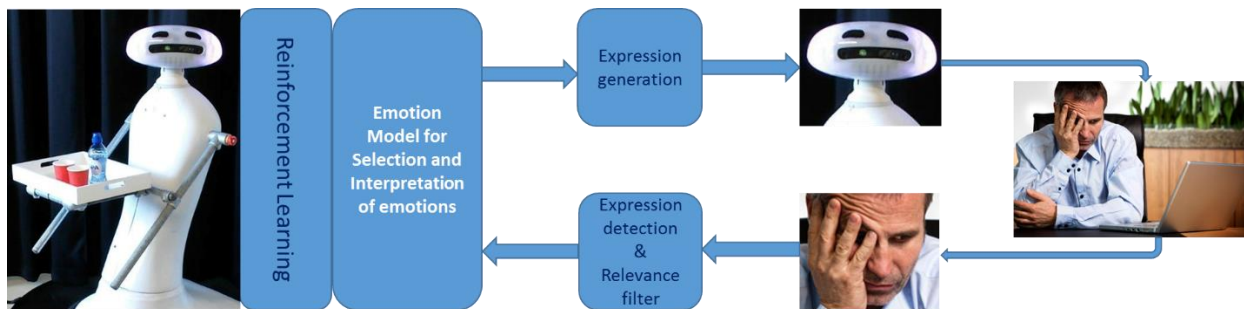 Reinforcement Learning
Emotion
Model for
Selection and
Interpretation
of emotions
Expression
generation
Expression
detection
&
Relevance
filter